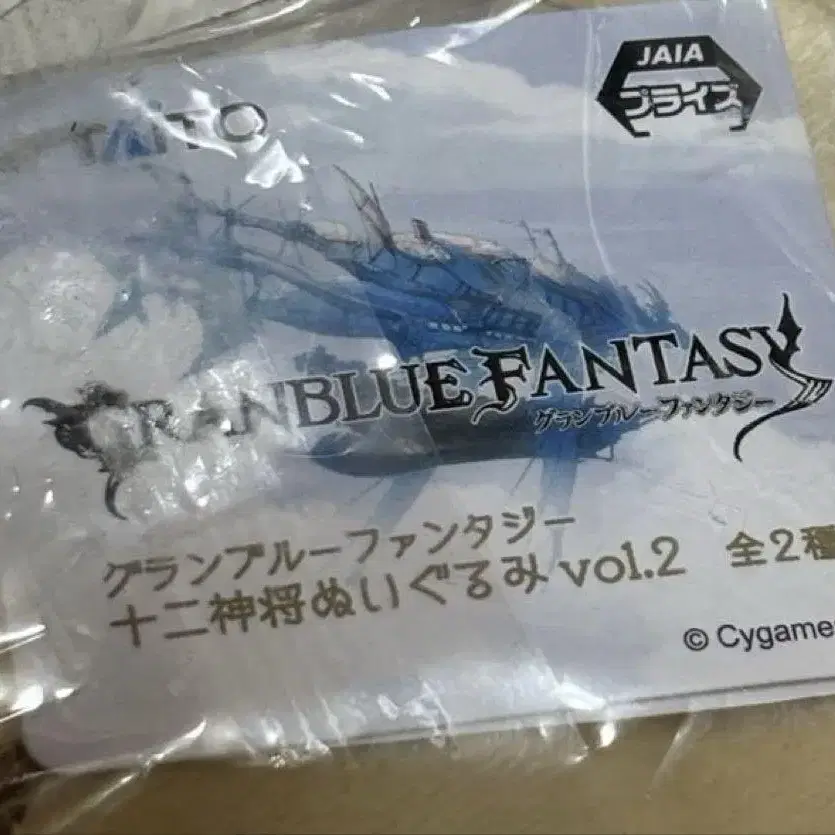 TAITO
JAIA
プライズ
GRANBLUE FANTASY
グランブルーファンタジー
グランブルーファンタジー
十二神将ぬいぐるみ vol.2 全2種
© Cygames